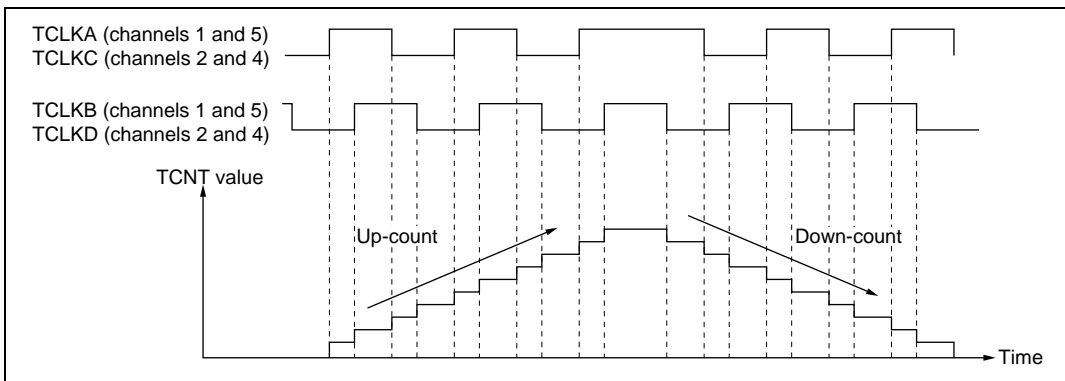 TCLKA (channels 1 and 5)
TCLKC (channels 2 and 4)
TCLKB (channels 1 and 5)
TCLKD (channels 2 and 4)
TCNT value
Up-count
Down-count
Time